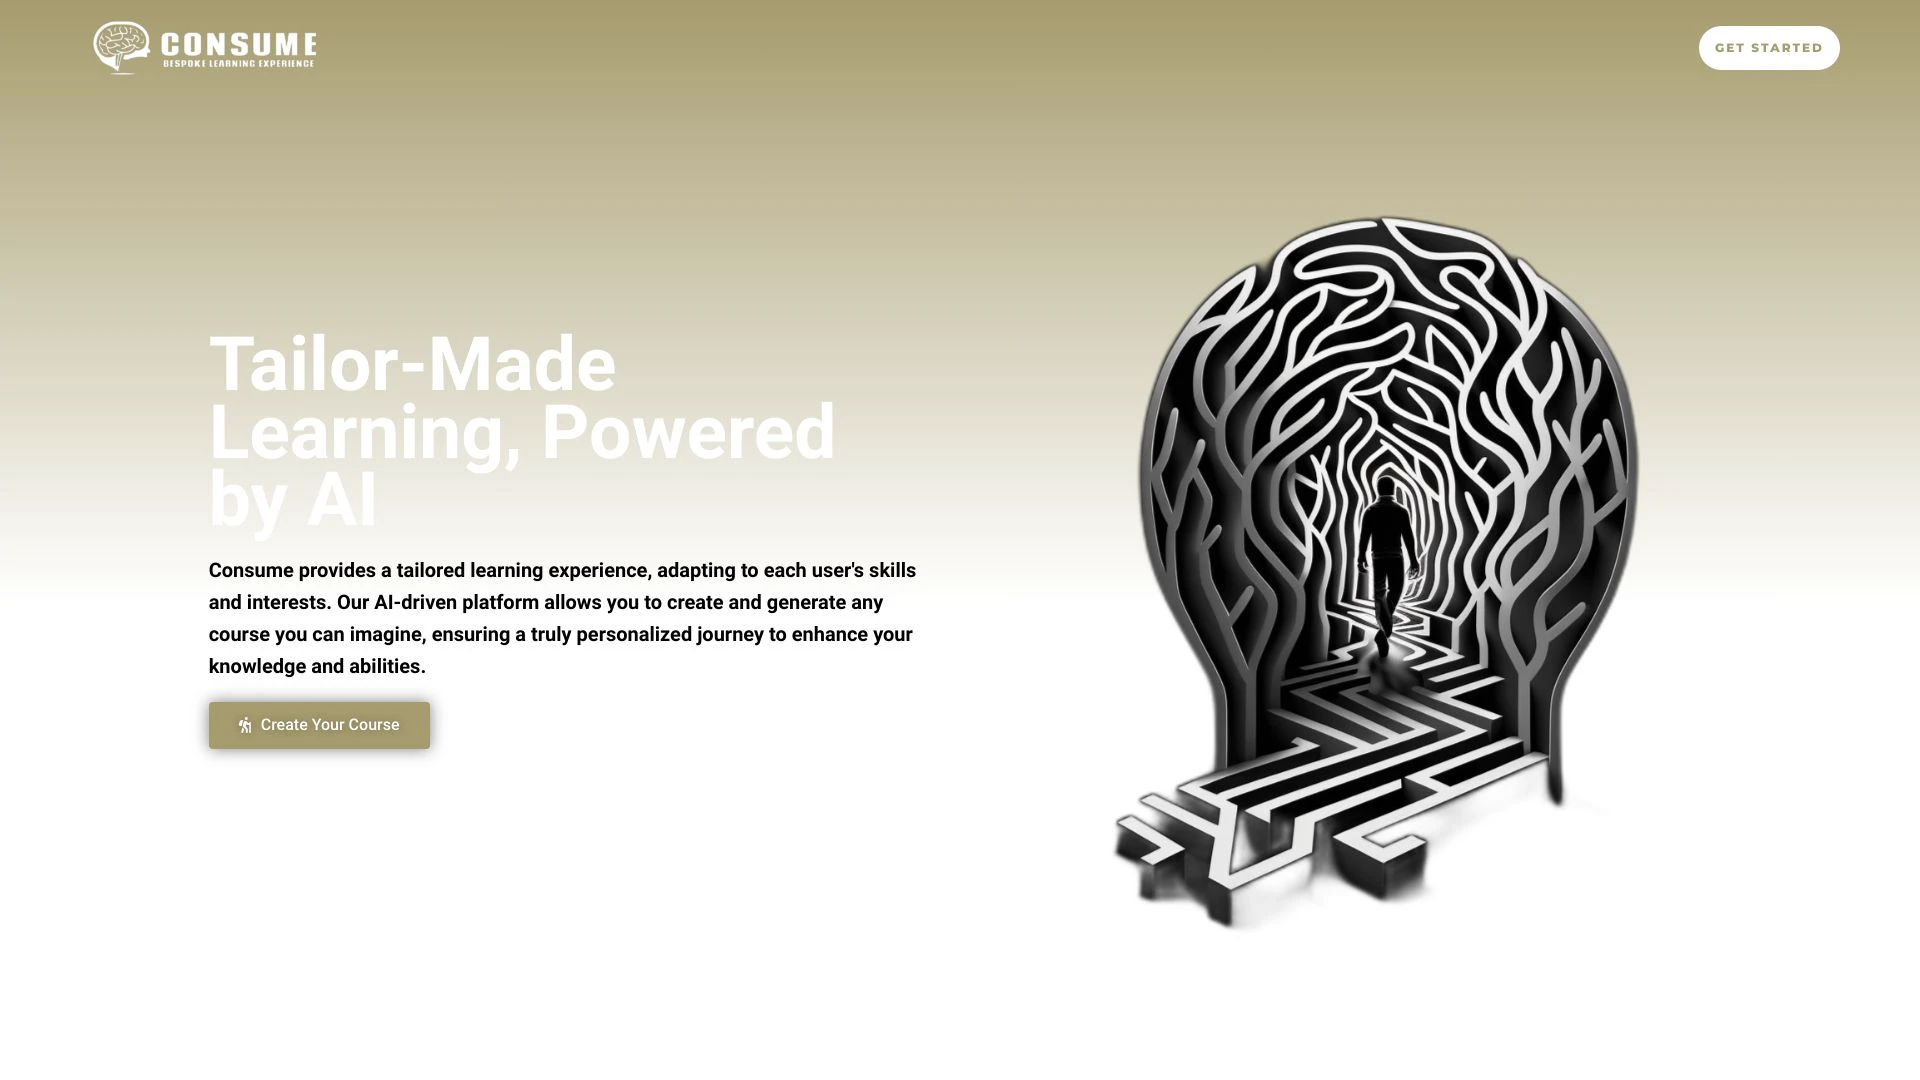 CONSUME
BESPOKE LEARNING EXPERIENCE
GET STARTED
Tailor-Made
Learning, Powered
by AI
Consume provides a tailored learning experience, adapting to each user's skills
and interests. Our AI-driven platform allows you to create and generate any
course you can imagine, ensuring a truly personalized journey to enhance your
knowledge and abilities.
Create Your Course